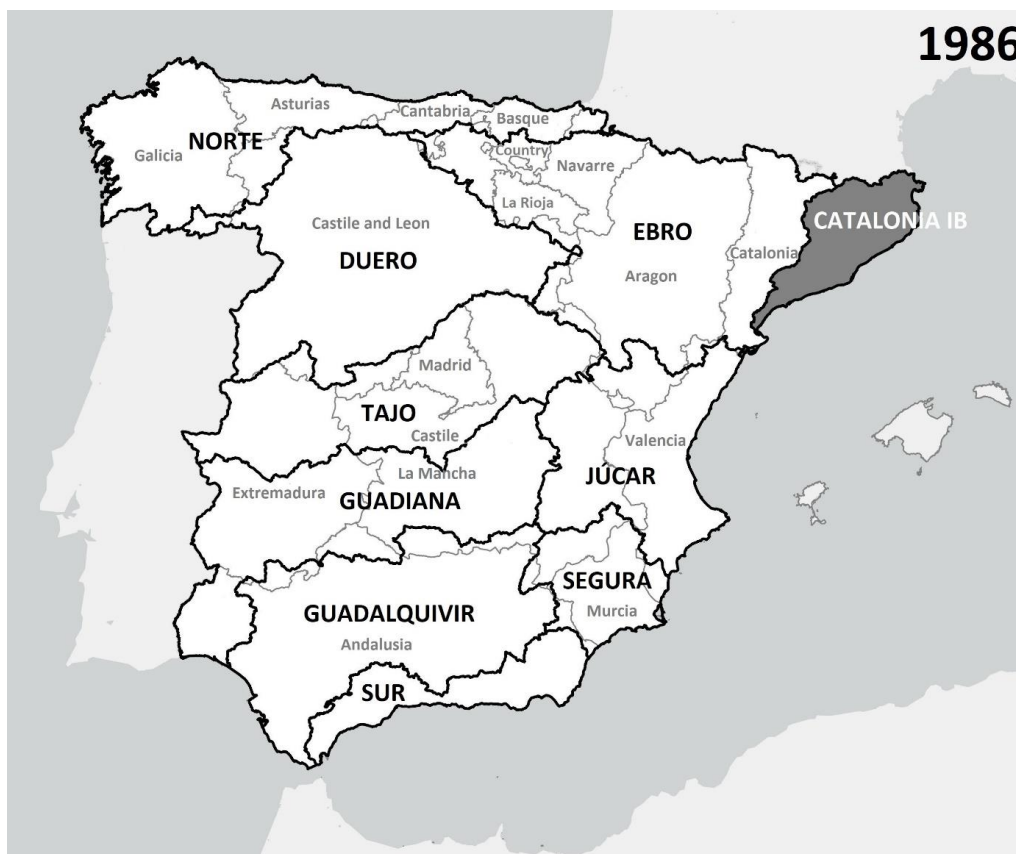 1986
Asturias
Cantabria
Basque
Country
Galicia
NORTE
Navarre
La Rioja
Castile and Leon
DUERO
EBRO
Aragon
Catalonia
CATALONIA IB
Madrid
TAJO
Castile
La Mancha
Valencia
JÚCAR
Extremadura
GUADIANA
SEGURA
Murcia
GUADALQUIVIR
Andalusia
SUR